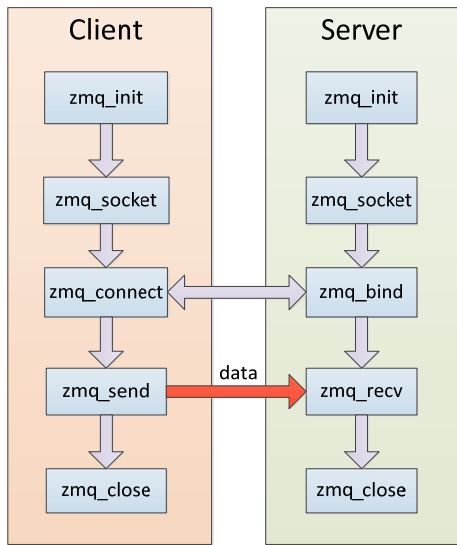 Client
Server
zmq_init
zmq_init
zmq_socket
zmq_socket
zmq_connect
zmq_bind
data
zmq_send
zmq_recv
zmq_close
zmq_close